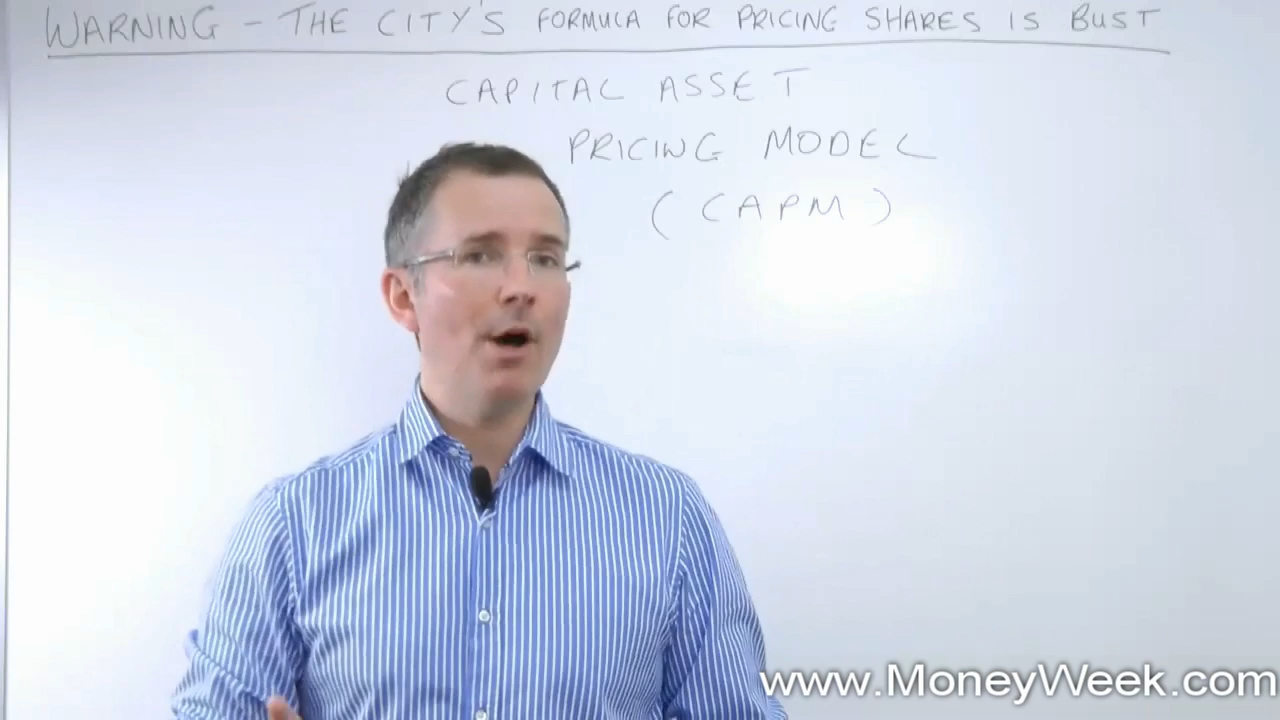 WARNING - THE CITY'S FORMULA FOR PRICING SHARES IS BUST
CAPITAL ASSET
PRICING MODEL
(CAPM)
www.MoneyWeek.com